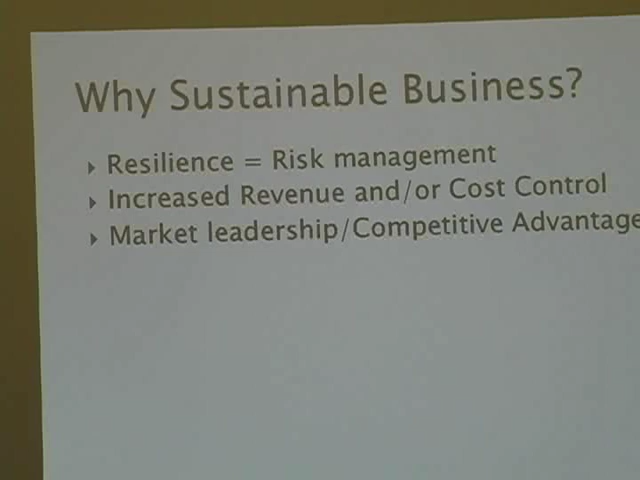 Why Sustainable Business?
Resilience = Risk management
Increased Revenue and/or Cost Control
Market leadership/Competitive Advantage